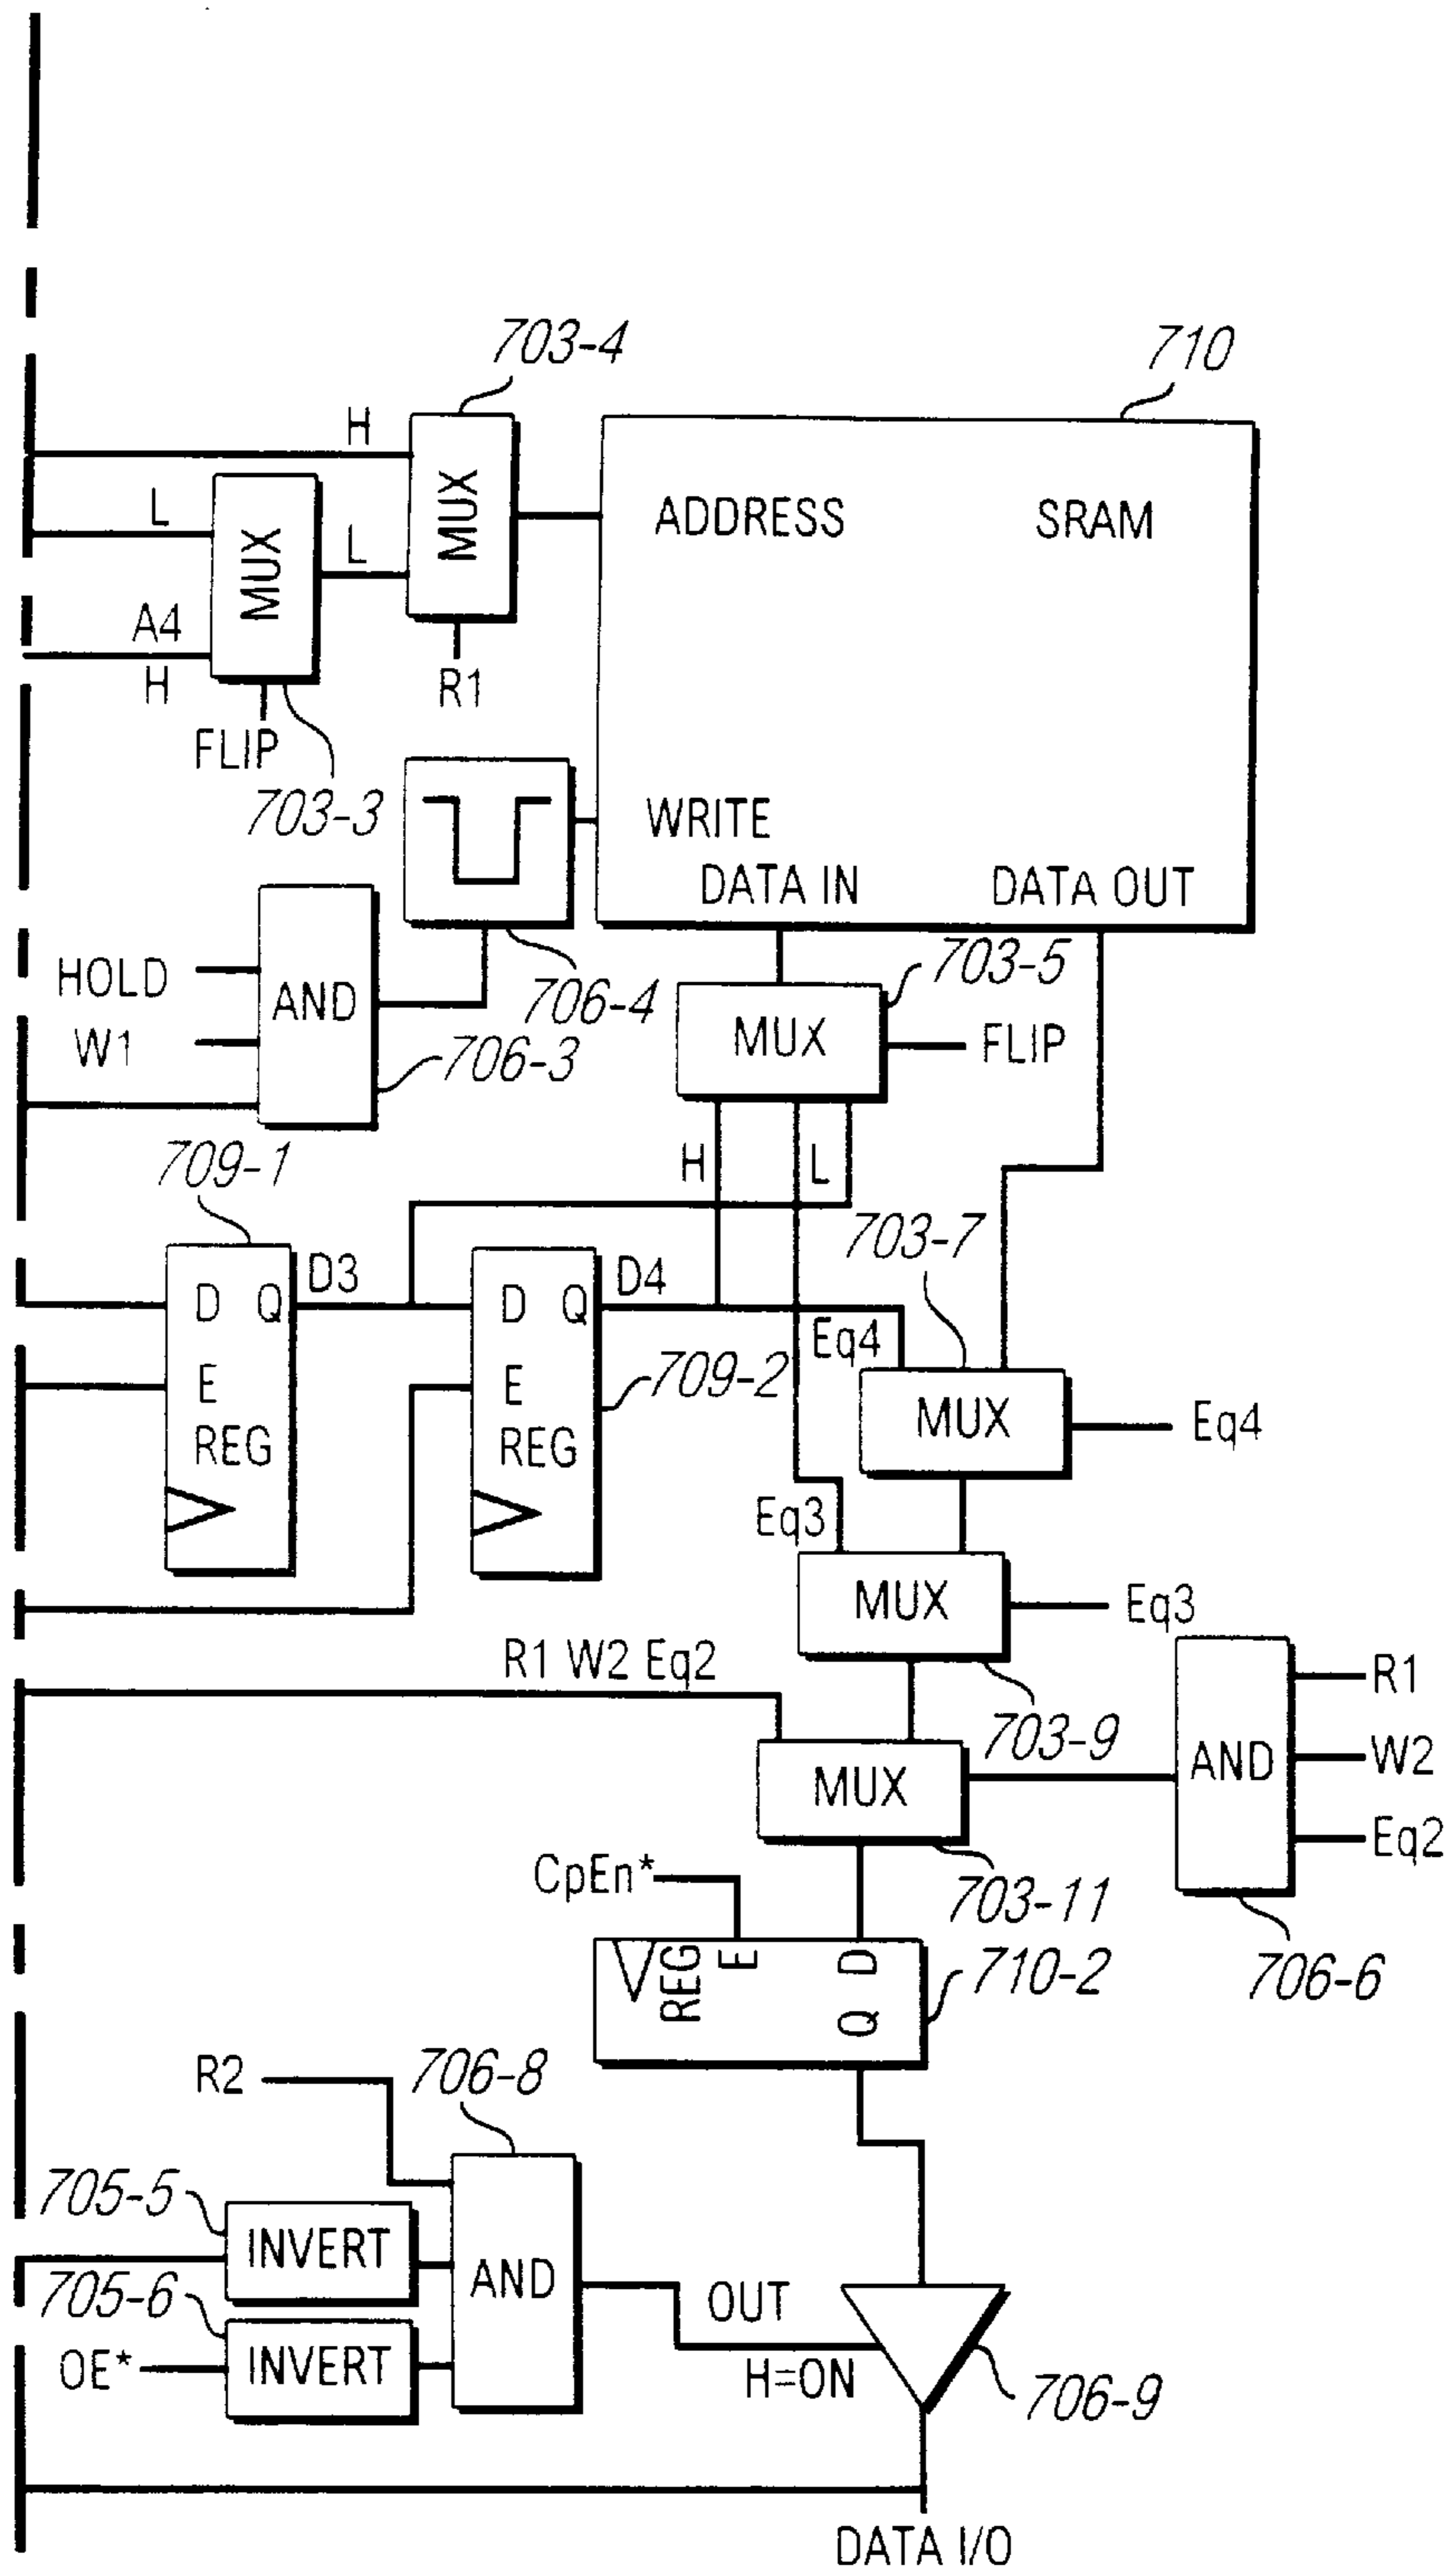 703-4
710
H
MUX
ADDRESS
SRAM
L
MUX
L
A4
H
R1
FLIP
703-3
WRITE
DATA IN
DATA OUT
HOLD
AND
706-4
703-5
W1
706-3
MUX
FLIP
709-1
H
L
703-7
D Q
D3
D Q
D4
Eq4
E
E
709-2
MUX
Eq4
REG
REG
Eq3
MUX
Eq3
R1 W2 Eq2
703-9
R1
MUX
AND
W2
CpEn*
703-11
Eq2
REG
E
D
Q
710-2
706-6
R2
706-8
705-5
INVERT
AND
705-6
OUT
OE*
INVERT
H=ON
706-9
DATA I/O